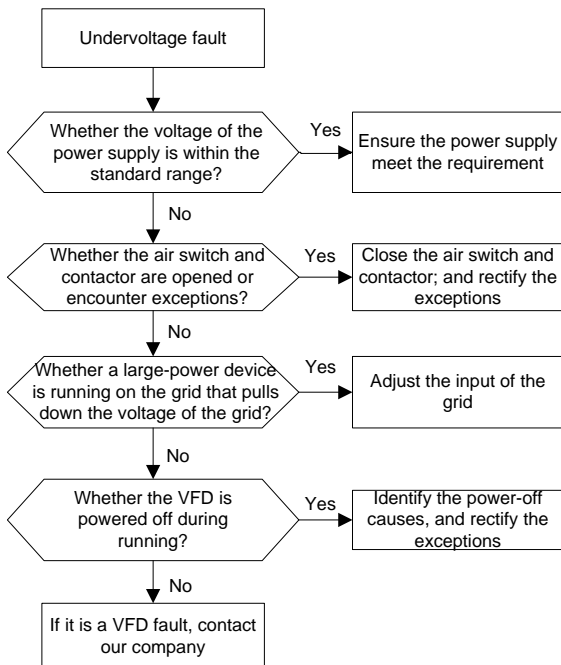 Undervoltage fault
Whether the voltage of the
power supply is within the
standard range?
Yes
Ensure the power supply
meet the requirement
No
Whether the air switch and
contactor are opened or
encounter exceptions?
Yes
Close the air switch and
contactor; and rectify the
exceptions
No
Whether a large-power device
is running on the grid that pulls
down the voltage of the grid?
Yes
Adjust the input of the
grid
No
Whether the VFD is
powered off during
running?
Yes
Identify the power-off
causes, and rectify the
exceptions
No
If it is a VFD fault, contact
our company